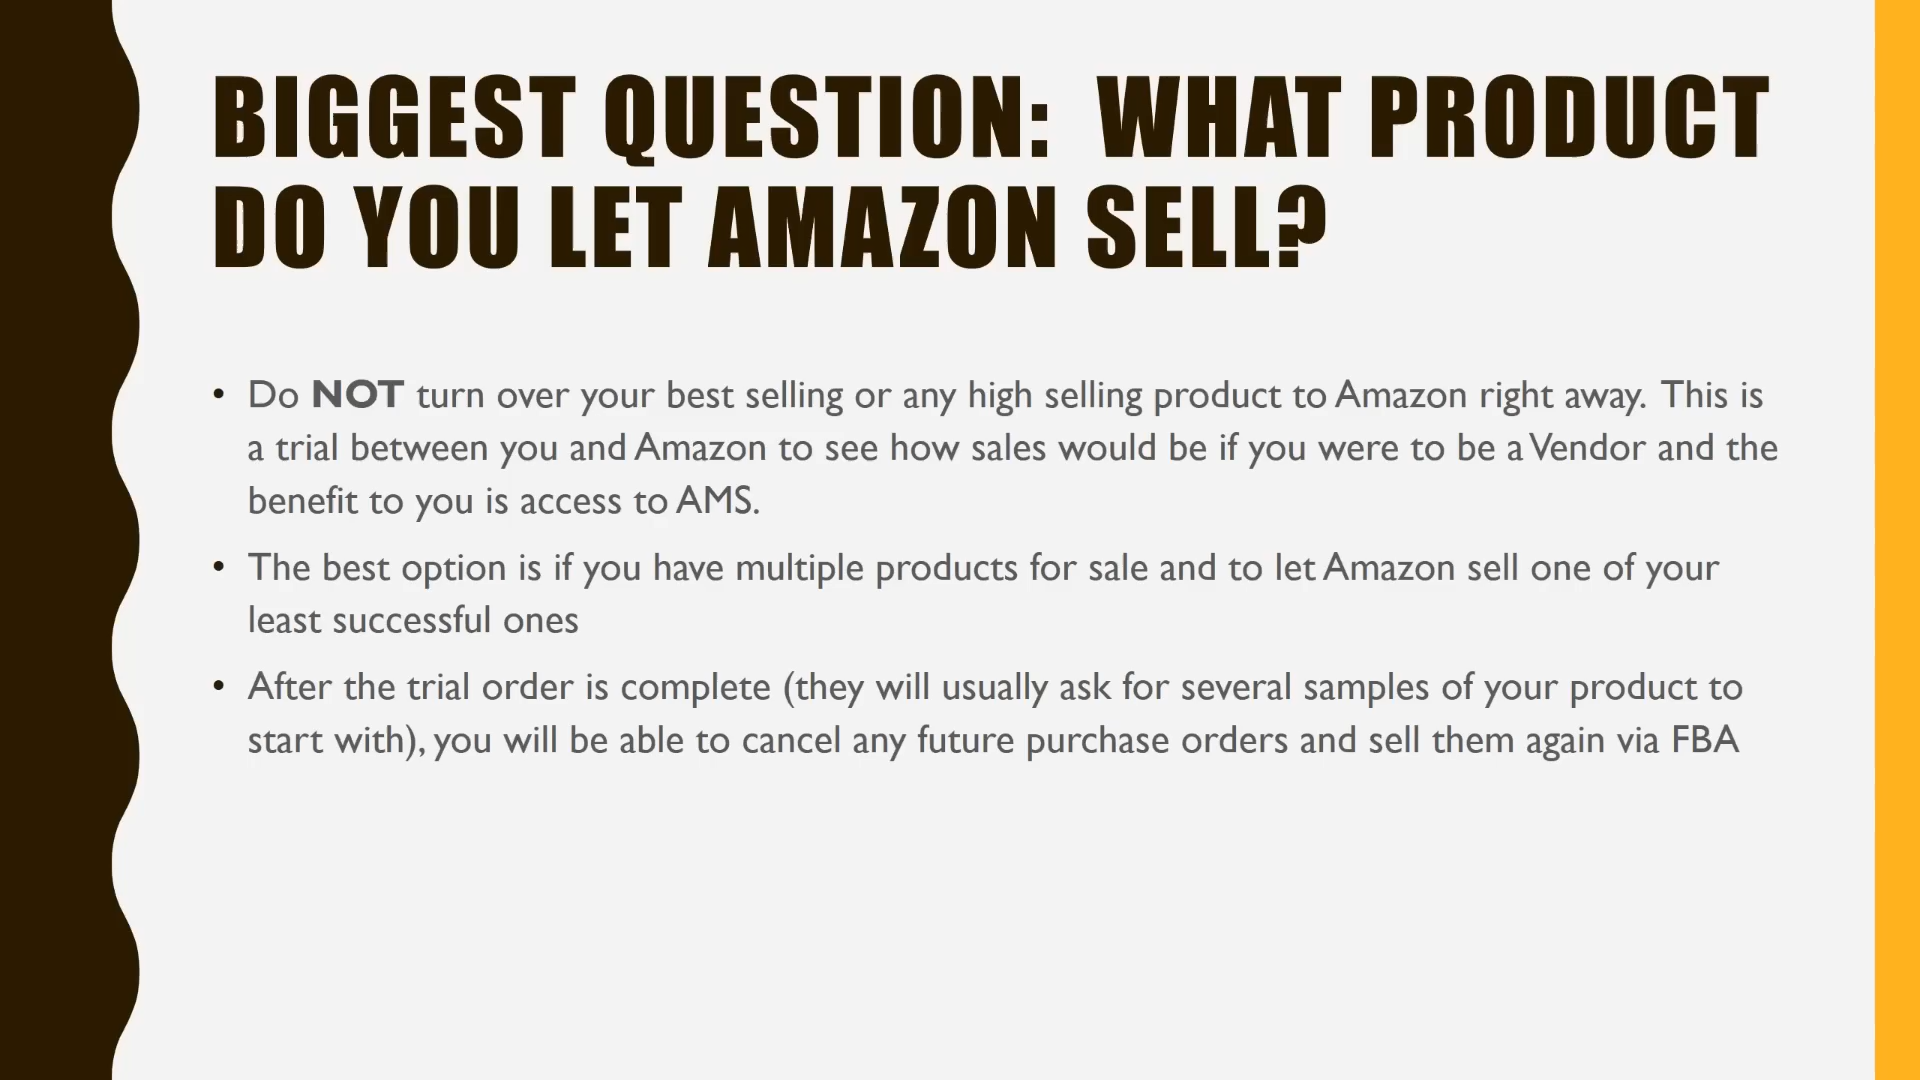 BIGGEST QUESTION: WHAT PRODUCT
DO YOU LET AMAZON SELL?
• Do NOT turn over your best selling or any high selling product to Amazon right away. This is
a trial between you and Amazon to see how sales would be if you were to be a Vendor and the
benefit to you is access to AMS.
• The best option is if you have multiple products for sale and to let Amazon sell one of your
least successful ones
• After the trial order is complete (they will usually ask for several samples of your product to
start with), you will be able to cancel any future purchase orders and sell them again via FBA